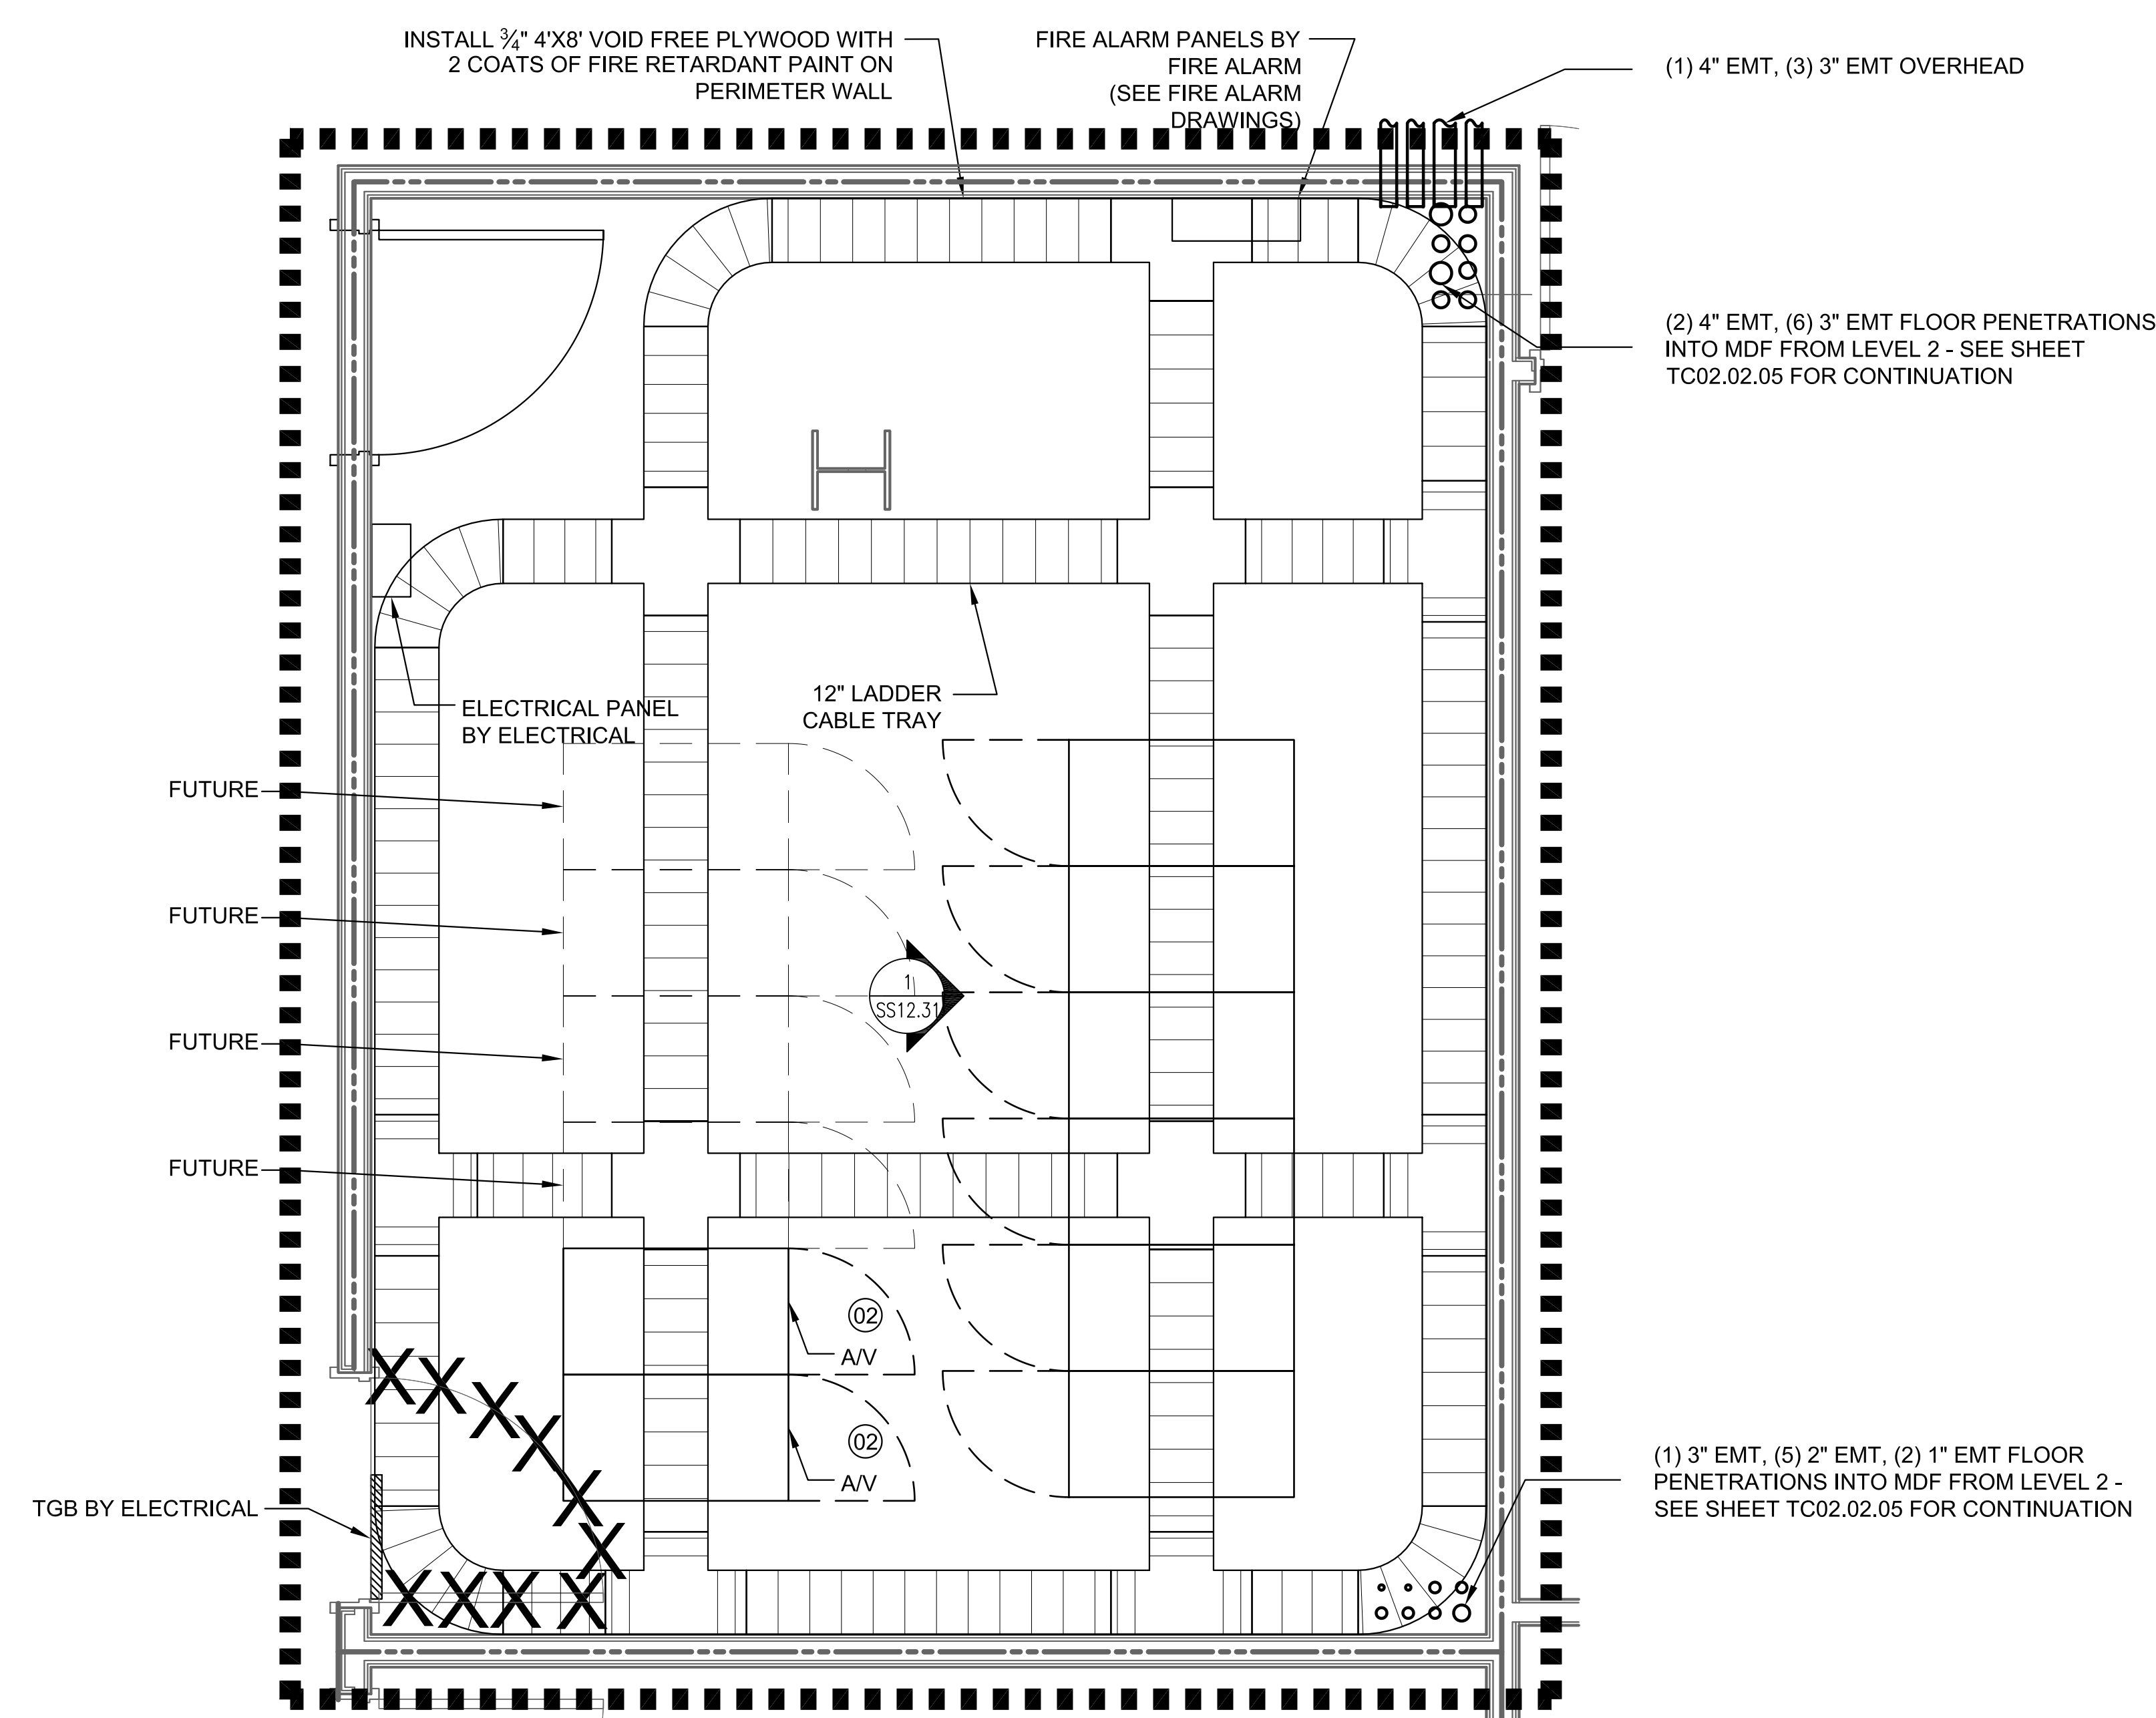 INSTALL ¾" 4'X8' VOID FREE PLYWOOD WITH
2 COATS OF FIRE RETARDANT PAINT ON
PERIMETER WALL
FIRE ALARM PANELS BY
FIRE ALARM
(SEE FIRE ALARM
DRAWINGS)
(1) 4" EMT, (3) 3" EMT OVERHEAD
(2) 4" EMT, (6) 3" EMT FLOOR PENETRATIONS
INTO MDF FROM LEVEL 2 - SEE SHEET
TC02.02.05 FOR CONTINUATION
ELECTRICAL PANEL
BY ELECTRICAL
12" LADDER
CABLE TRAY
FUTURE
FUTURE
FUTURE
FUTURE
1
SS12.31
02
A/V
02
A/V
TGB BY ELECTRICAL
(1) 3" EMT, (5) 2" EMT, (2) 1" EMT FLOOR
PENETRATIONS INTO MDF FROM LEVEL 2 -
SEE SHEET TC02.02.05 FOR CONTINUATION